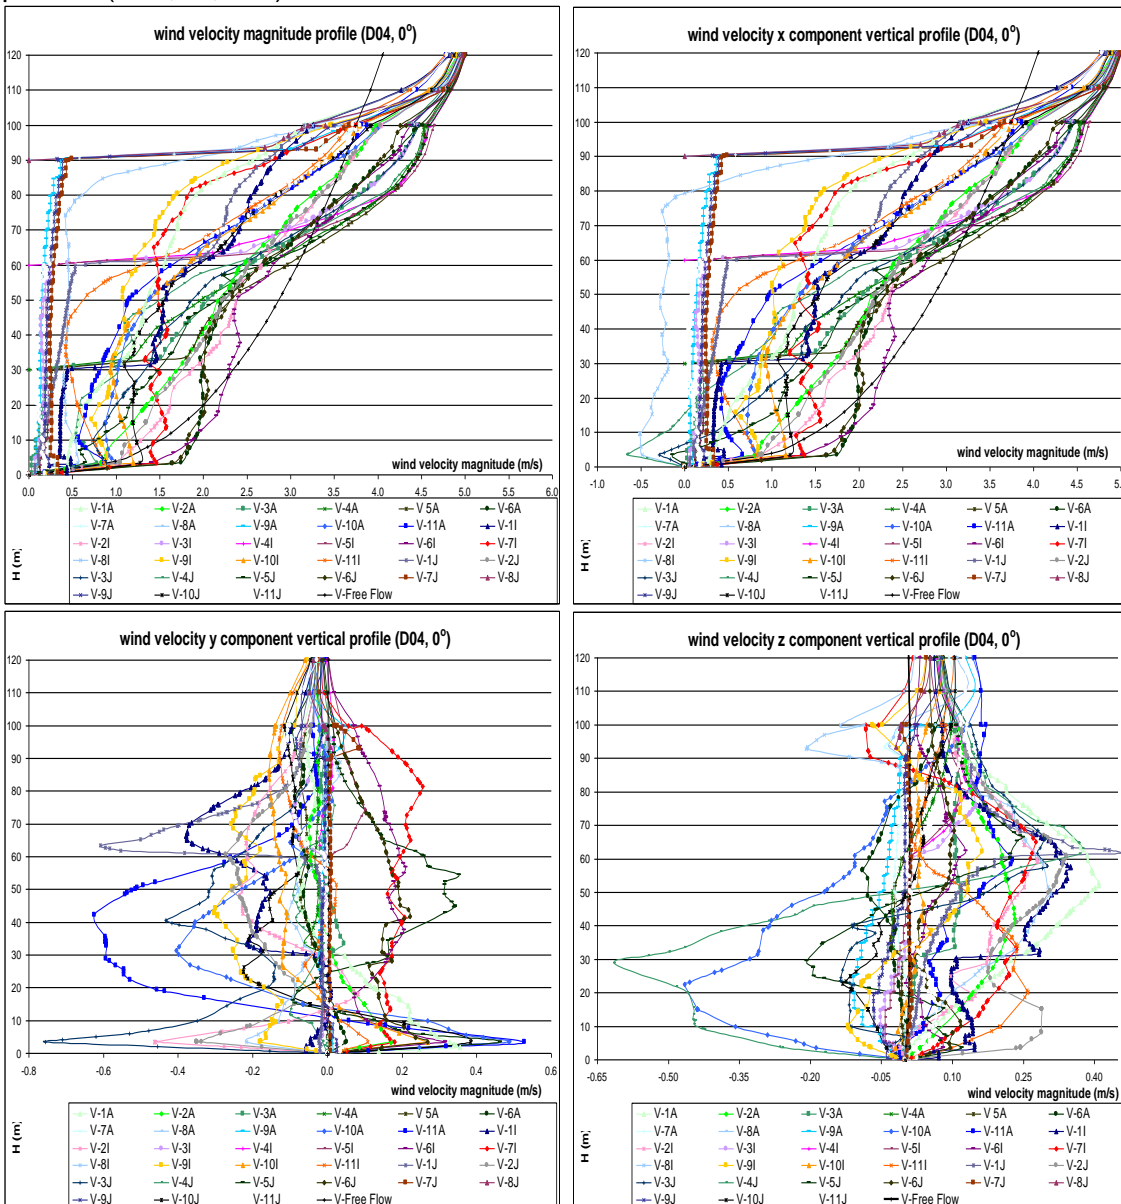 wind velocity magnitude profile (D04, 0°)
120
110
100
90
80
70
60
50
40
30
20
10
0
wind velocity magnitude (m/s)
0.0 0.5 1.0 1.5 2.0 2.5 3.0 3.5 4.0 4.5 5.0 5.5 6.0
H (m)
V-1A V-2A V-3A V-4A V 5A V-6A
V-7A V-8A V-9A V-10A V-11A V-1I
V-2I V-3I V-4I V-5I V-6I V-7I
V-8I V-9I V-10I V-11I V-1J V-2J
V-3J V-4J V-5J V-6J V-7J V-8J
V-9J V-10J V-11J V-Free Flow
wind velocity x component vertical profile (D04, 0°)
120
110
100
90
80
70
60
50
40
30
20
10
0
wind velocity magnitude (m/s)
-1.0 -0.5 0.0 0.5 1.0 1.5 2.0 2.5 3.0 3.5 4.0 4.5
H (m)
V-1A V-2A V-3A V-4A V 5A V-6A
V-7A V-8A V-9A V-10A V-11A V-1I
V-2I V-3I V-4I V-5I V-6I V-7I
V-8I V-9I V-10I V-11I V-1J V-2J
V-3J V-4J V-5J V-6J V-7J V-8J
V-9J V-10J V-11J V-Free Flow
wind velocity y component vertical profile (D04, 0°)
120
110
100
90
80
70
60
50
40
30
20
10
0
-0.8 -0.6 -0.4 -0.2 0.0 0.2 0.4 0.6
wind velocity magnitude (m/s)
H (m)
V-1A V-2A V-3A V-4A V 5A V-6A
V-7A V-8A V-9A V-10A V-11A V-1I
V-2I V-3I V-4I V-5I V-6I V-7I
V-8I V-9I V-10I V-11I V-1J V-2J
V-3J V-4J V-5J V-6J V-7J V-8J
V-9J V-10J V-11J V-Free Flow
wind velocity z component vertical profile (D04, 0°)
120
110
100
90
80
70
60
50
40
30
20
10
0
-0.65 -0.50 -0.35 -0.20 -0.05 0.10 0.25 0.40
wind velocity magnitude (m/s)
H (m)
V-1A V-2A V-3A V-4A V 5A V-6A
V-7A V-8A V-9A V-10A V-11A V-1I
V-2I V-3I V-4I V-5I V-6I V-7I
V-8I V-9I V-10I V-11I V-1J V-2J
V-3J V-4J V-5J V-6J V-7J V-8J
V-9J V-10J V-11J V-Free Flow